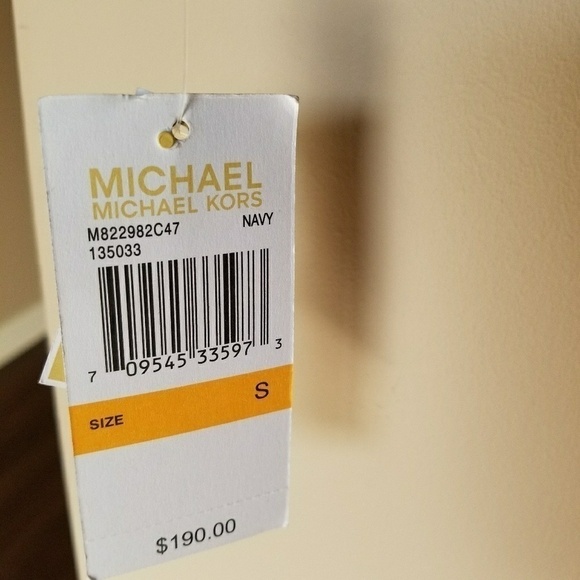 MICHAEL
MICHAEL KORS
M822982C47 NAVY
135033
7 09545 33597 3
SIZE S
$190.00